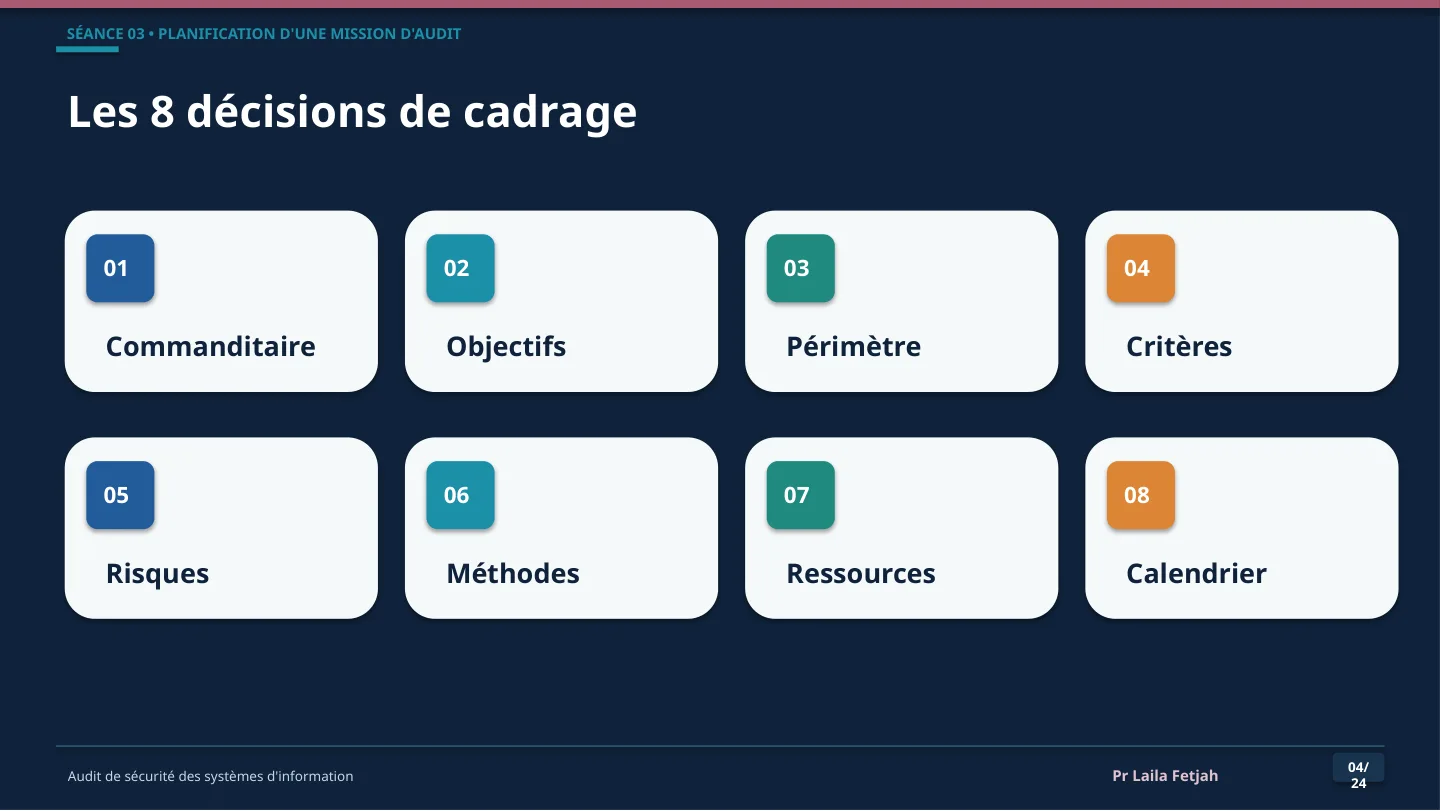 SÉANCE 03 • PLANIFICATION D'UNE MISSION D'AUDIT
Les 8 décisions de cadrage
01
Commanditaire
02
Objectifs
03
Périmètre
04
Critères
05
Risques
06
Méthodes
07
Ressources
08
Calendrier
Audit de sécurité des systèmes d'information
Pr Laila Fetjah
04/
24